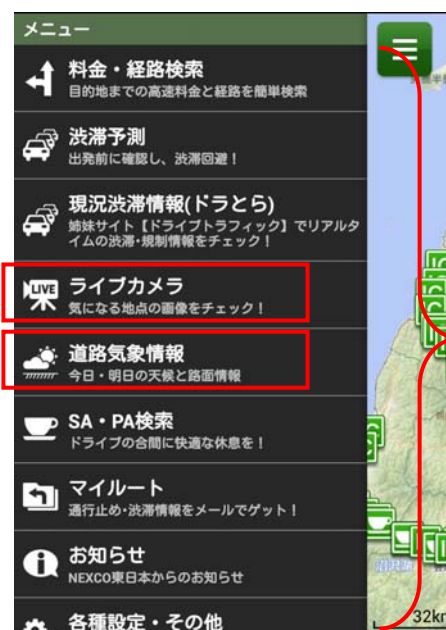 メニュー
料金・経路検索
目的地までの高速料金と経路を簡単検索
渋滞予測
出発前に確認し、渋滞回避！
現況渋滞情報(ドラとら)
姉妹サイト【ドライブトラフィック】でリアルタ
イムの渋滞･規制情報をチェック！
LIVE
ライブカメラ
気になる地点の画像をチェック！
道路気象情報
今日・明日の天候と路面情報
SA・PA検索
ドライブの合間に快適な休息を！
マイルート
通行止め･渋滞情報をメールでゲット！
お知らせ
NEXCO東日本からのお知らせ
各種設定・その他
32km